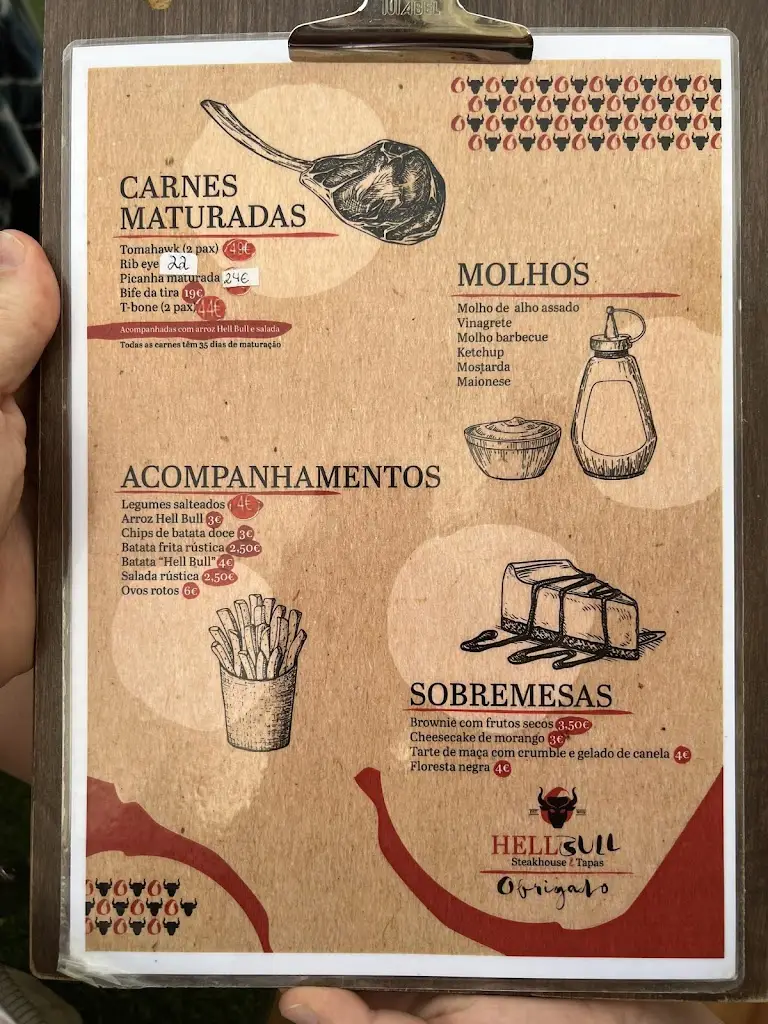 CARNES
MATURADAS
Tomahawk (2 pax) 49€
Rib eye 22
Picanha maturada 24€
Bife da tira 19€
T-bone (2 pax) 44€
Acompanhadas com arroz Hell Bull e salada
Todas as carnes têm 35 dias de maturação
MOLHOS
Molho de alho assado
Vinagrete
Molho barbecue
Ketchup
Mostarda
Maionese
ACOMPANHAMENTOS
Legumes salteados 4€
Arroz Hell Bull 3€
Chips de batata doce 3€
Batata frita rústica 2,50€
Batata “Hell Bull” 4€
Salada rústica 2,50€
Ovos rotos 6€
SOBREMESAS
Brownie com frutos secos 3,50€
Cheesecake de morango 3€
Tarte de maça com crumble e gelado de canela 4€
Floresta negra 4€
HELL BULL
Steakhouse & Tapas
Obrigado